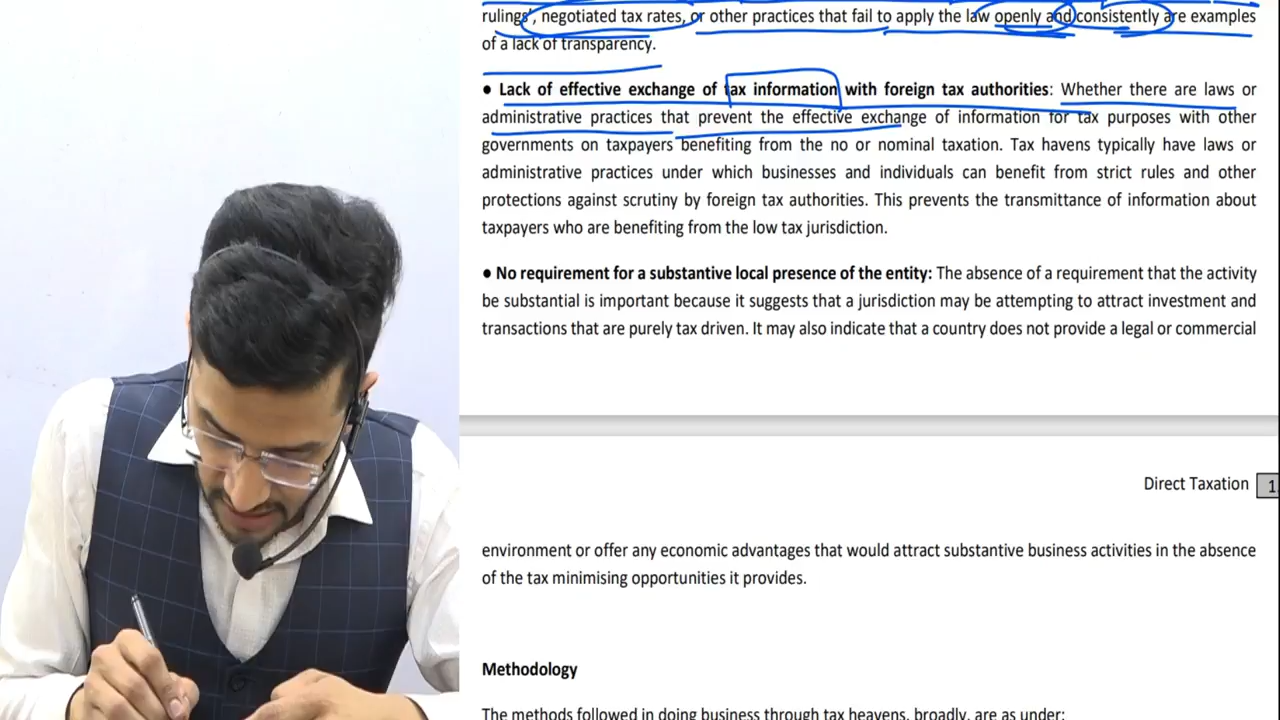 rulings', negotiated tax rates, or other practices that fail to apply the law openly and consistently are examples
of a lack of transparency.
● Lack of effective exchange of tax information with foreign tax authorities: Whether there are laws or
administrative practices that prevent the effective exchange of information for tax purposes with other
governments on taxpayers benefiting from the no or nominal taxation. Tax havens typically have laws or
administrative practices under which businesses and individuals can benefit from strict rules and other
protections against scrutiny by foreign tax authorities. This prevents the transmittance of information about
taxpayers who are benefiting from the low tax jurisdiction.
● No requirement for a substantive local presence of the entity: The absence of a requirement that the activity
be substantial is important because it suggests that a jurisdiction may be attempting to attract investment and
transactions that are purely tax driven. It may also indicate that a country does not provide a legal or commercial
Direct Taxation 1
environment or offer any economic advantages that would attract substantive business activities in the absence
of the tax minimising opportunities it provides.
Methodology
The methods followed in doing business through tax heavens, broadly, are as under: